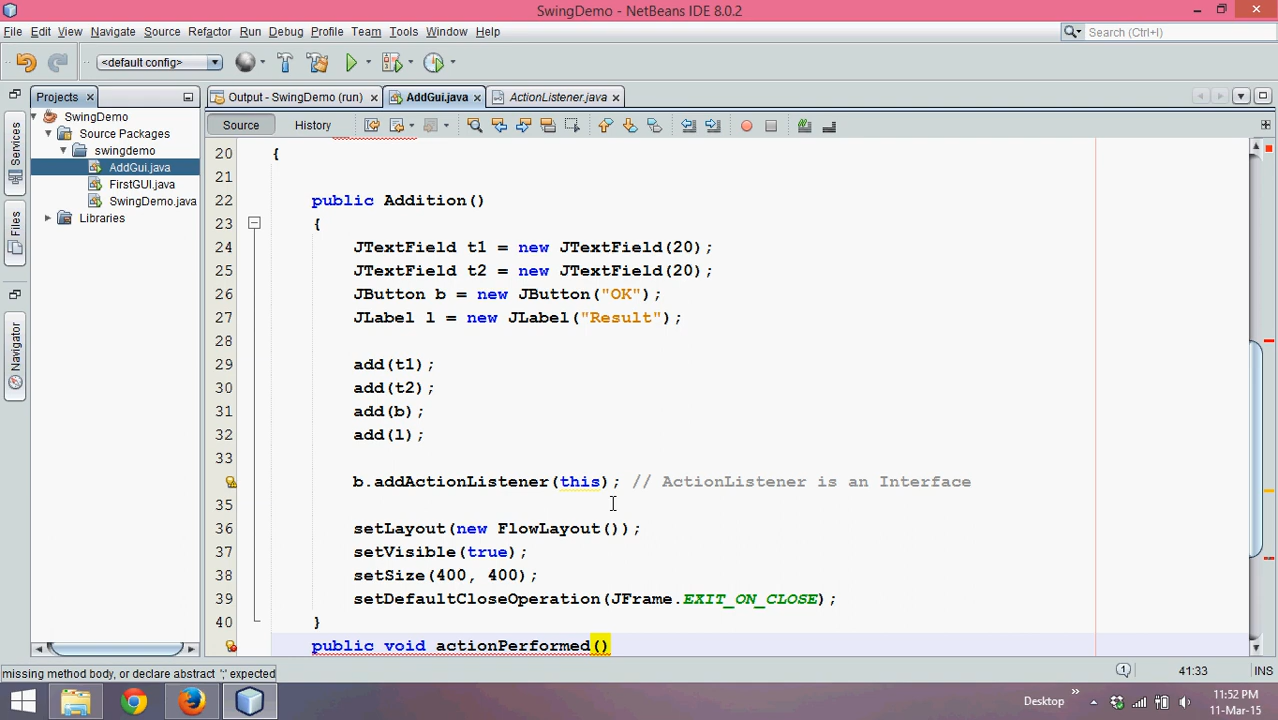 SwingDemo - NetBeans IDE 8.0.2
File Edit View Navigate Source Refactor Run Debug Profile Team Tools Window Help
Search (Ctrl+I)
<default config>
Projects
Output - SwingDemo (run)
AddGui.java
ActionListener.java
SwingDemo
Source Packages
swingdemo
AddGui.java
FirstGUI.java
SwingDemo.java
Libraries
Services
Files
Navigator
Source History
20 {
21
22 public Addition()
23 {
24 JTextField t1 = new JTextField(20);
25 JTextField t2 = new JTextField(20);
26 JButton b = new JButton("OK");
27 JLabel l = new JLabel("Result");
28
29 add(t1);
30 add(t2);
31 add(b);
32 add(l);
33
b.addActionListener(this); // ActionListener is an Interface
35
36 setLayout(new FlowLayout());
37 setVisible(true);
38 setSize(400, 400);
39 setDefaultCloseOperation(JFrame.EXIT_ON_CLOSE);
40 }
public void actionPerformed()
missing method body, or declare abstract ';' expected
1
41:33
INS
Desktop
11:52 PM
11-Mar-15